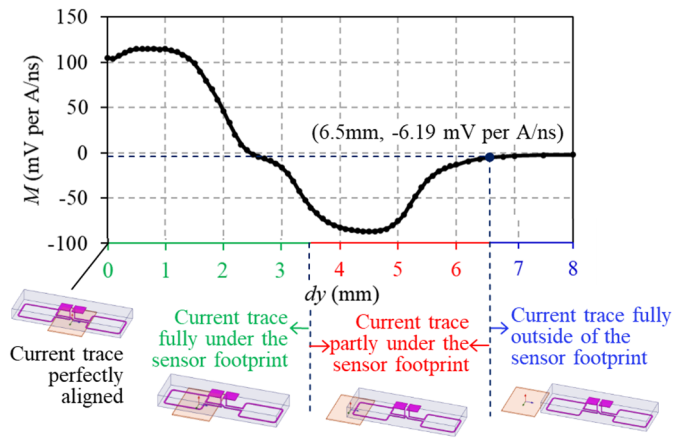 150
100
50
0
-50
-100
M (mV per A/ns)
(6.5mm, -6.19 mV per A/ns)
0 1 2 3 4 5 6 7 8
dy (mm)
Current trace
perfectly
aligned
Current trace
fully under the
sensor footprint
Current trace
partly under the
sensor footprint
Current trace fully
outside of the
sensor footprint